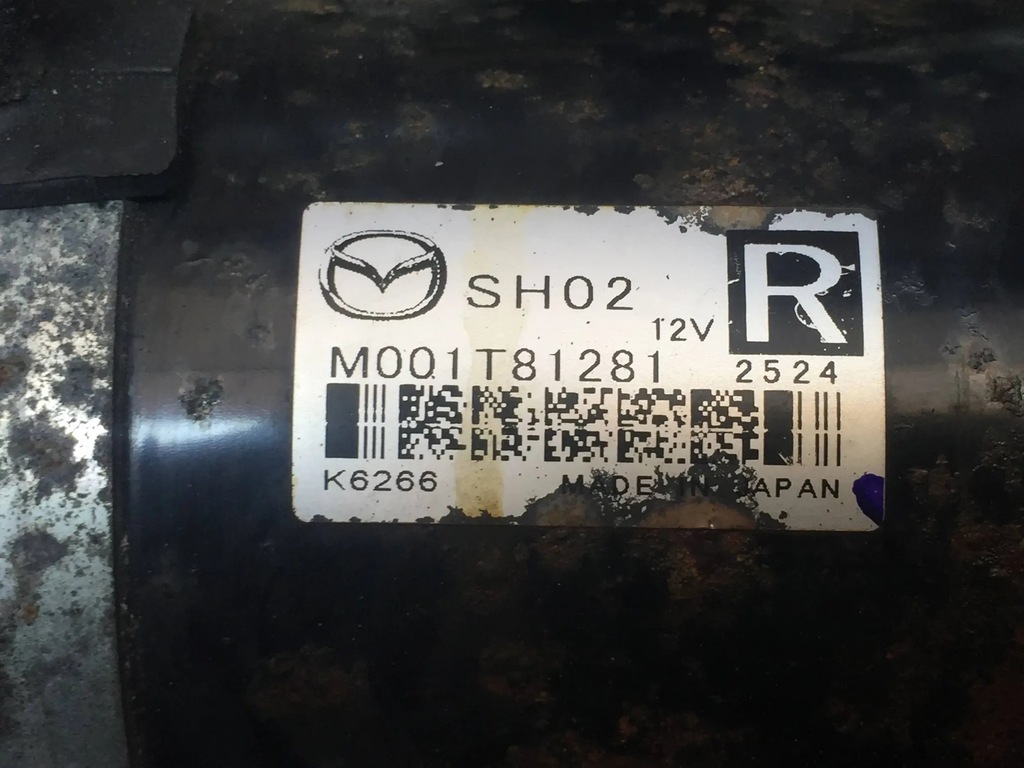 SH02
12V
R
M001T81281
2524
K6266
MADE IN JAPAN